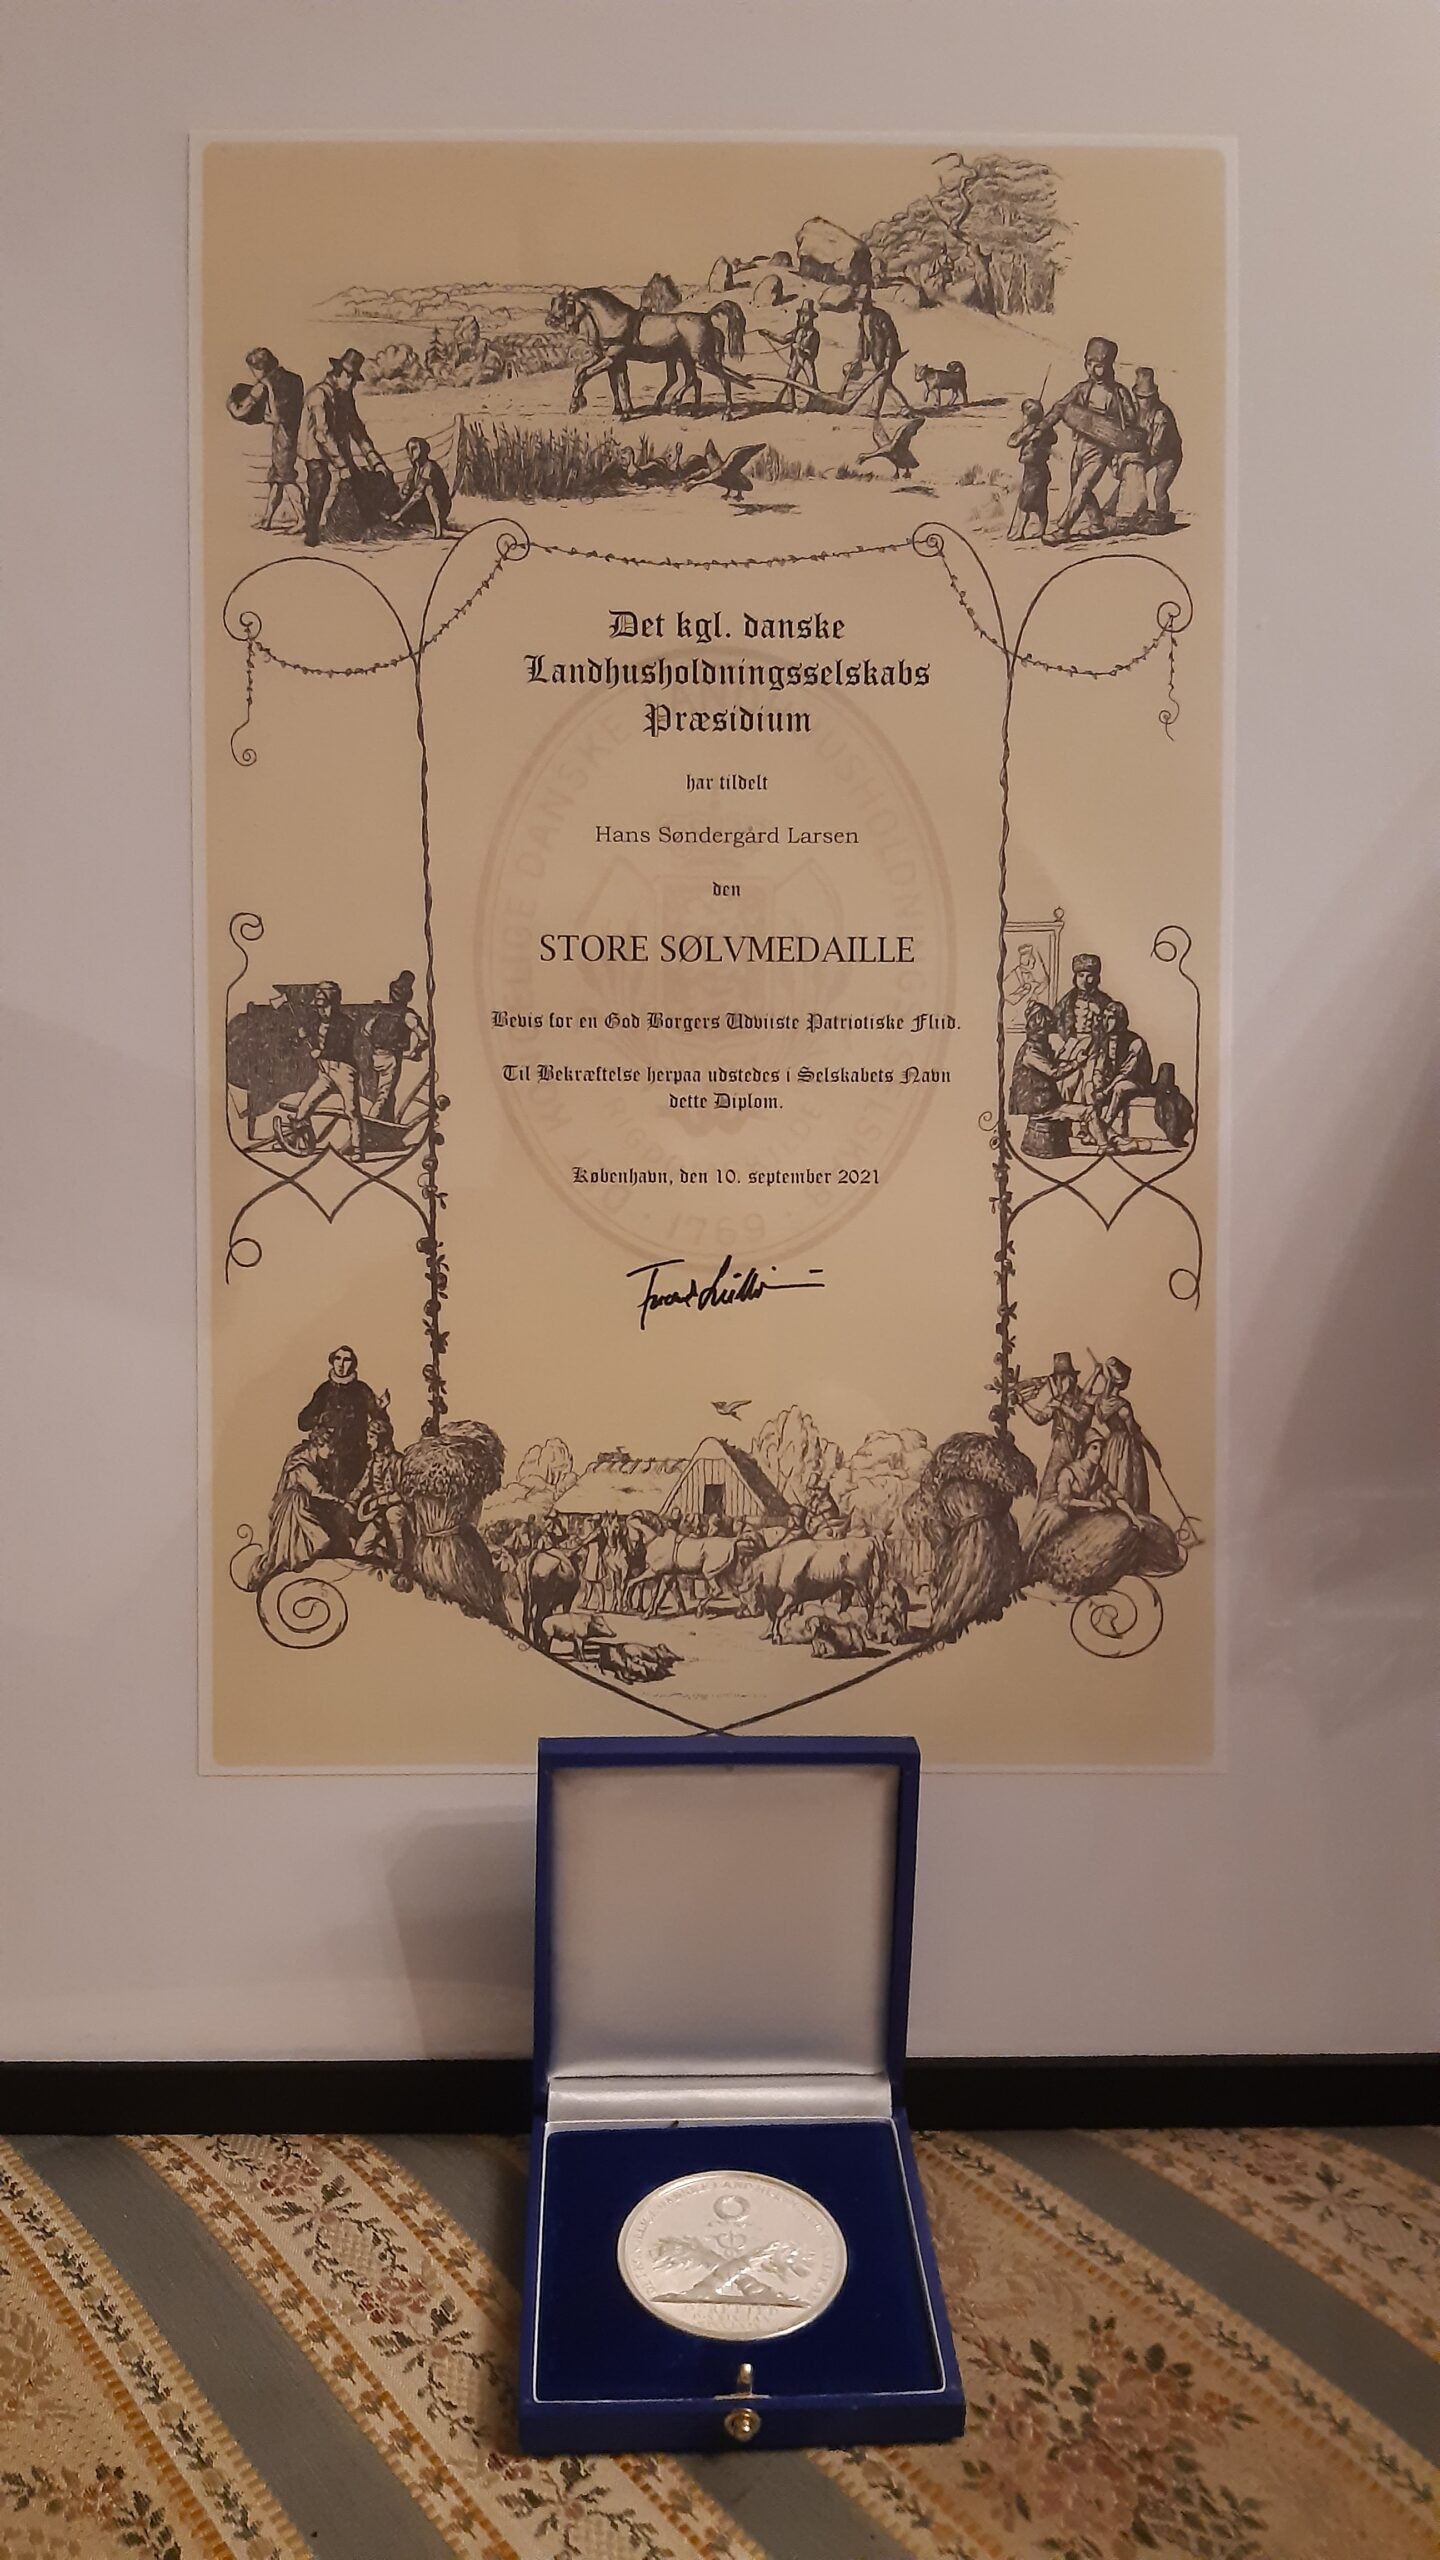 Det kgl. danske
Landhusholdningsselskabs
Præsidium
har tildelt
Hans Søndergård Larsen
den
STORE SØLVMEDAILLE
Bevis for en God Borgers Udviiste Patriotiske Fliid.
Til Bekræftelse herpaa udstedes i Selskabets Navn
dette Diplom.
København, den 10. september 2021
1769